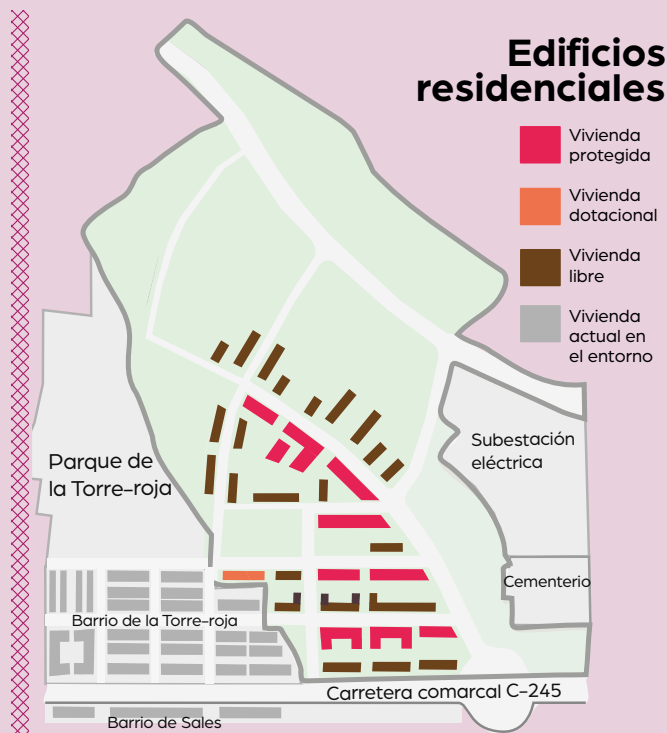 Edificios
residenciales
Vivienda
protegida
Vivienda
dotacional
Vivienda
libre
Vivienda
actual en
el entorno
Subestación
eléctrica
Parque de
la Torre-roja
Cementerio
Barrio de la Torre-roja
Carretera comarcal C-245
Barrio de Sales